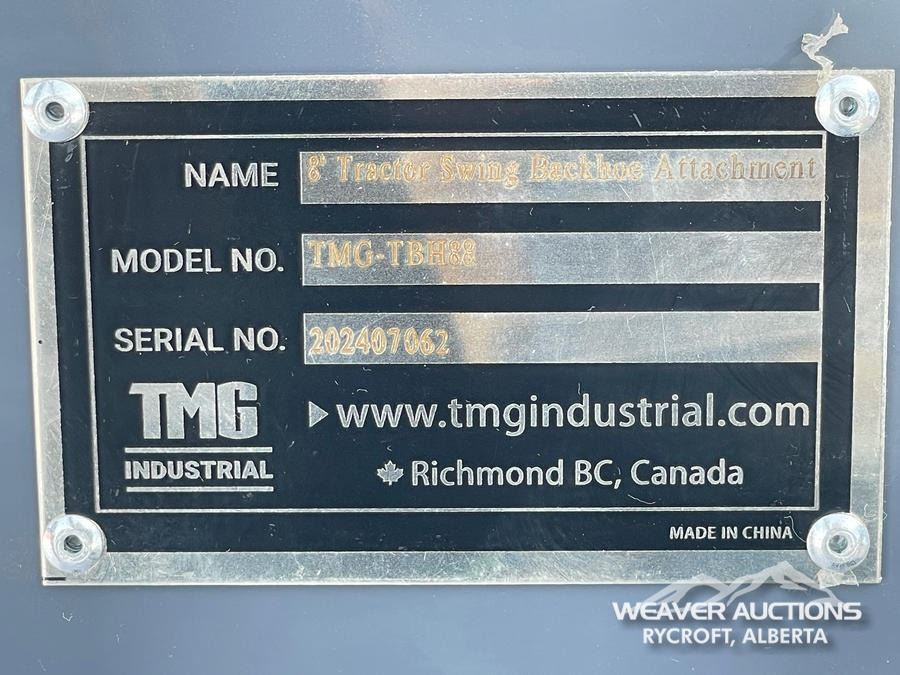 NAME 8' Tractor Swing Backhoe Attachment
MODEL NO. TMG-TBH88
SERIAL NO. 202407062
TMG
INDUSTRIAL
www.tmgindustrial.com
Richmond BC, Canada
MADE IN CHINA
WEAVER AUCTIONS
RYCROFT, ALBERTA